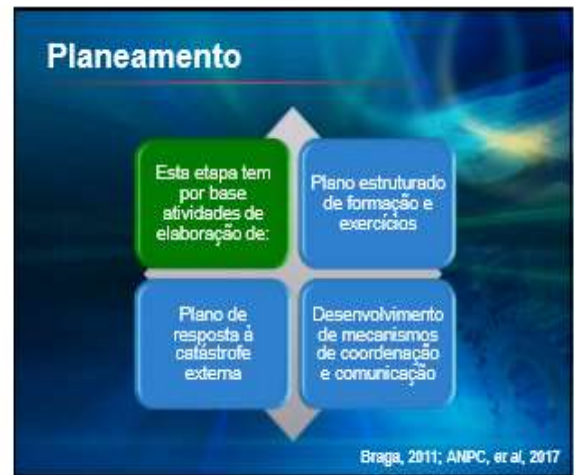 Planeamento
Esta etapa tem
por base
atividades de
elaboração de:
Plano estruturado
de formação e
exercícios
Plano de
resposta à
catástrofe
externa
Desenvolvimento
de mecanismos
de coordenação
e comunicação
Braga, 2011; ANPC, et al, 2017